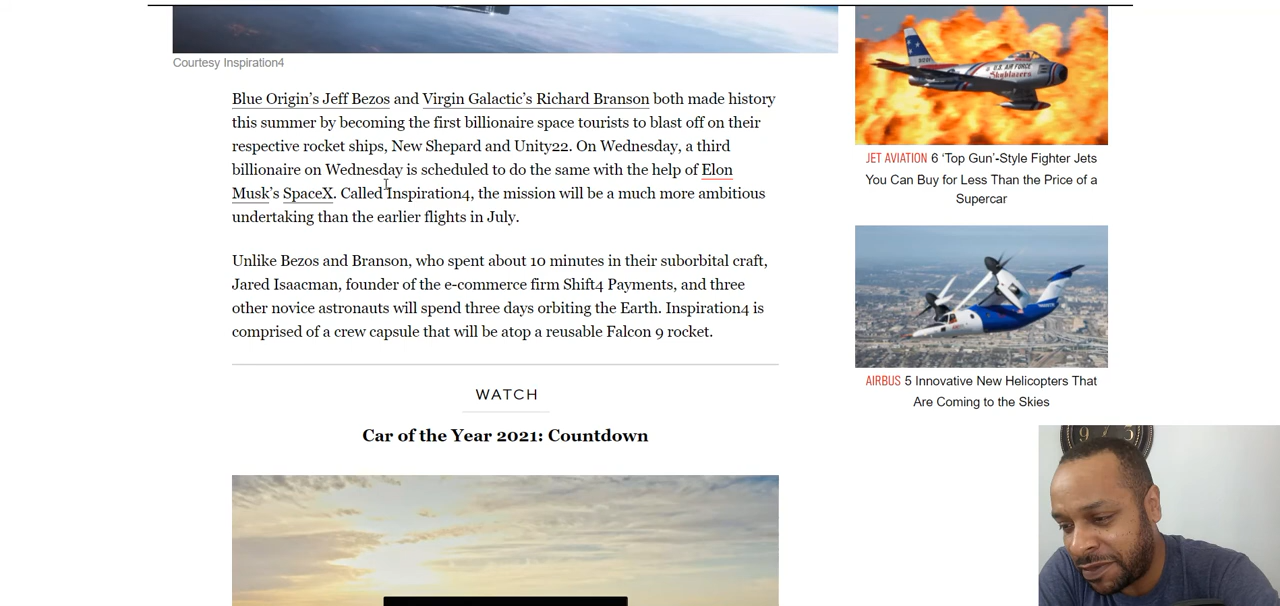 Courtesy Inspiration4
Blue Origin's Jeff Bezos and Virgin Galactic's Richard Branson both made history
this summer by becoming the first billionaire space tourists to blast off on their
respective rocket ships, New Shepard and Unity22. On Wednesday, a third
billionaire on Wednesday is scheduled to do the same with the help of Elon
Musk's SpaceX. Called Inspiration4, the mission will be a much more ambitious
undertaking than the earlier flights in July.
Unlike Bezos and Branson, who spent about 10 minutes in their suborbital craft,
Jared Isaacman, founder of the e-commerce firm Shift4 Payments, and three
other novice astronauts will spend three days orbiting the Earth. Inspiration4 is
comprised of a crew capsule that will be atop a reusable Falcon 9 rocket.
WATCH
Car of the Year 2021: Countdown
U.S. AIR FORCE
Skyblazers
JET AVIATION 6 'Top Gun'-Style Fighter Jets
You Can Buy for Less Than the Price of a
Supercar
AIRBUS 5 Innovative New Helicopters That
Are Coming to the Skies